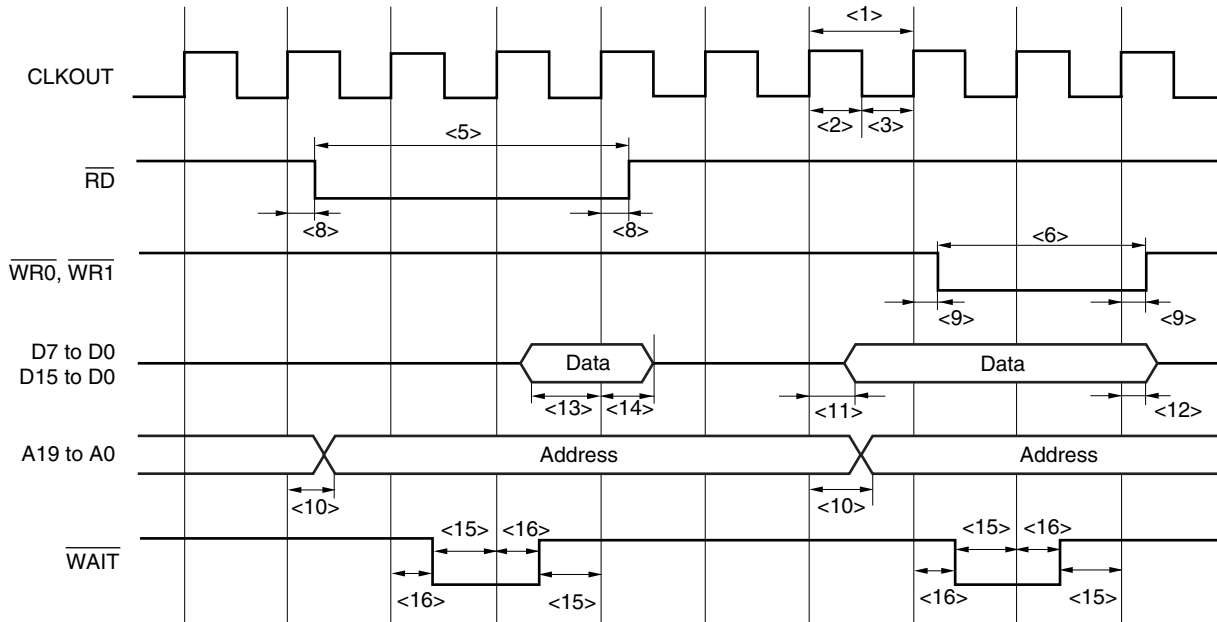 <1>
CLKOUT
<2> <3>
<5>
RD
<8> <8>
<6>
WR0, WR1
<9> <9>
D7 to D0
D15 to D0
Data Data
<13> <14> <11> <12>
A19 to A0
Address Address
<10> <10>
<15> <16> <15> <16>
WAIT
<16> <15> <16> <15>